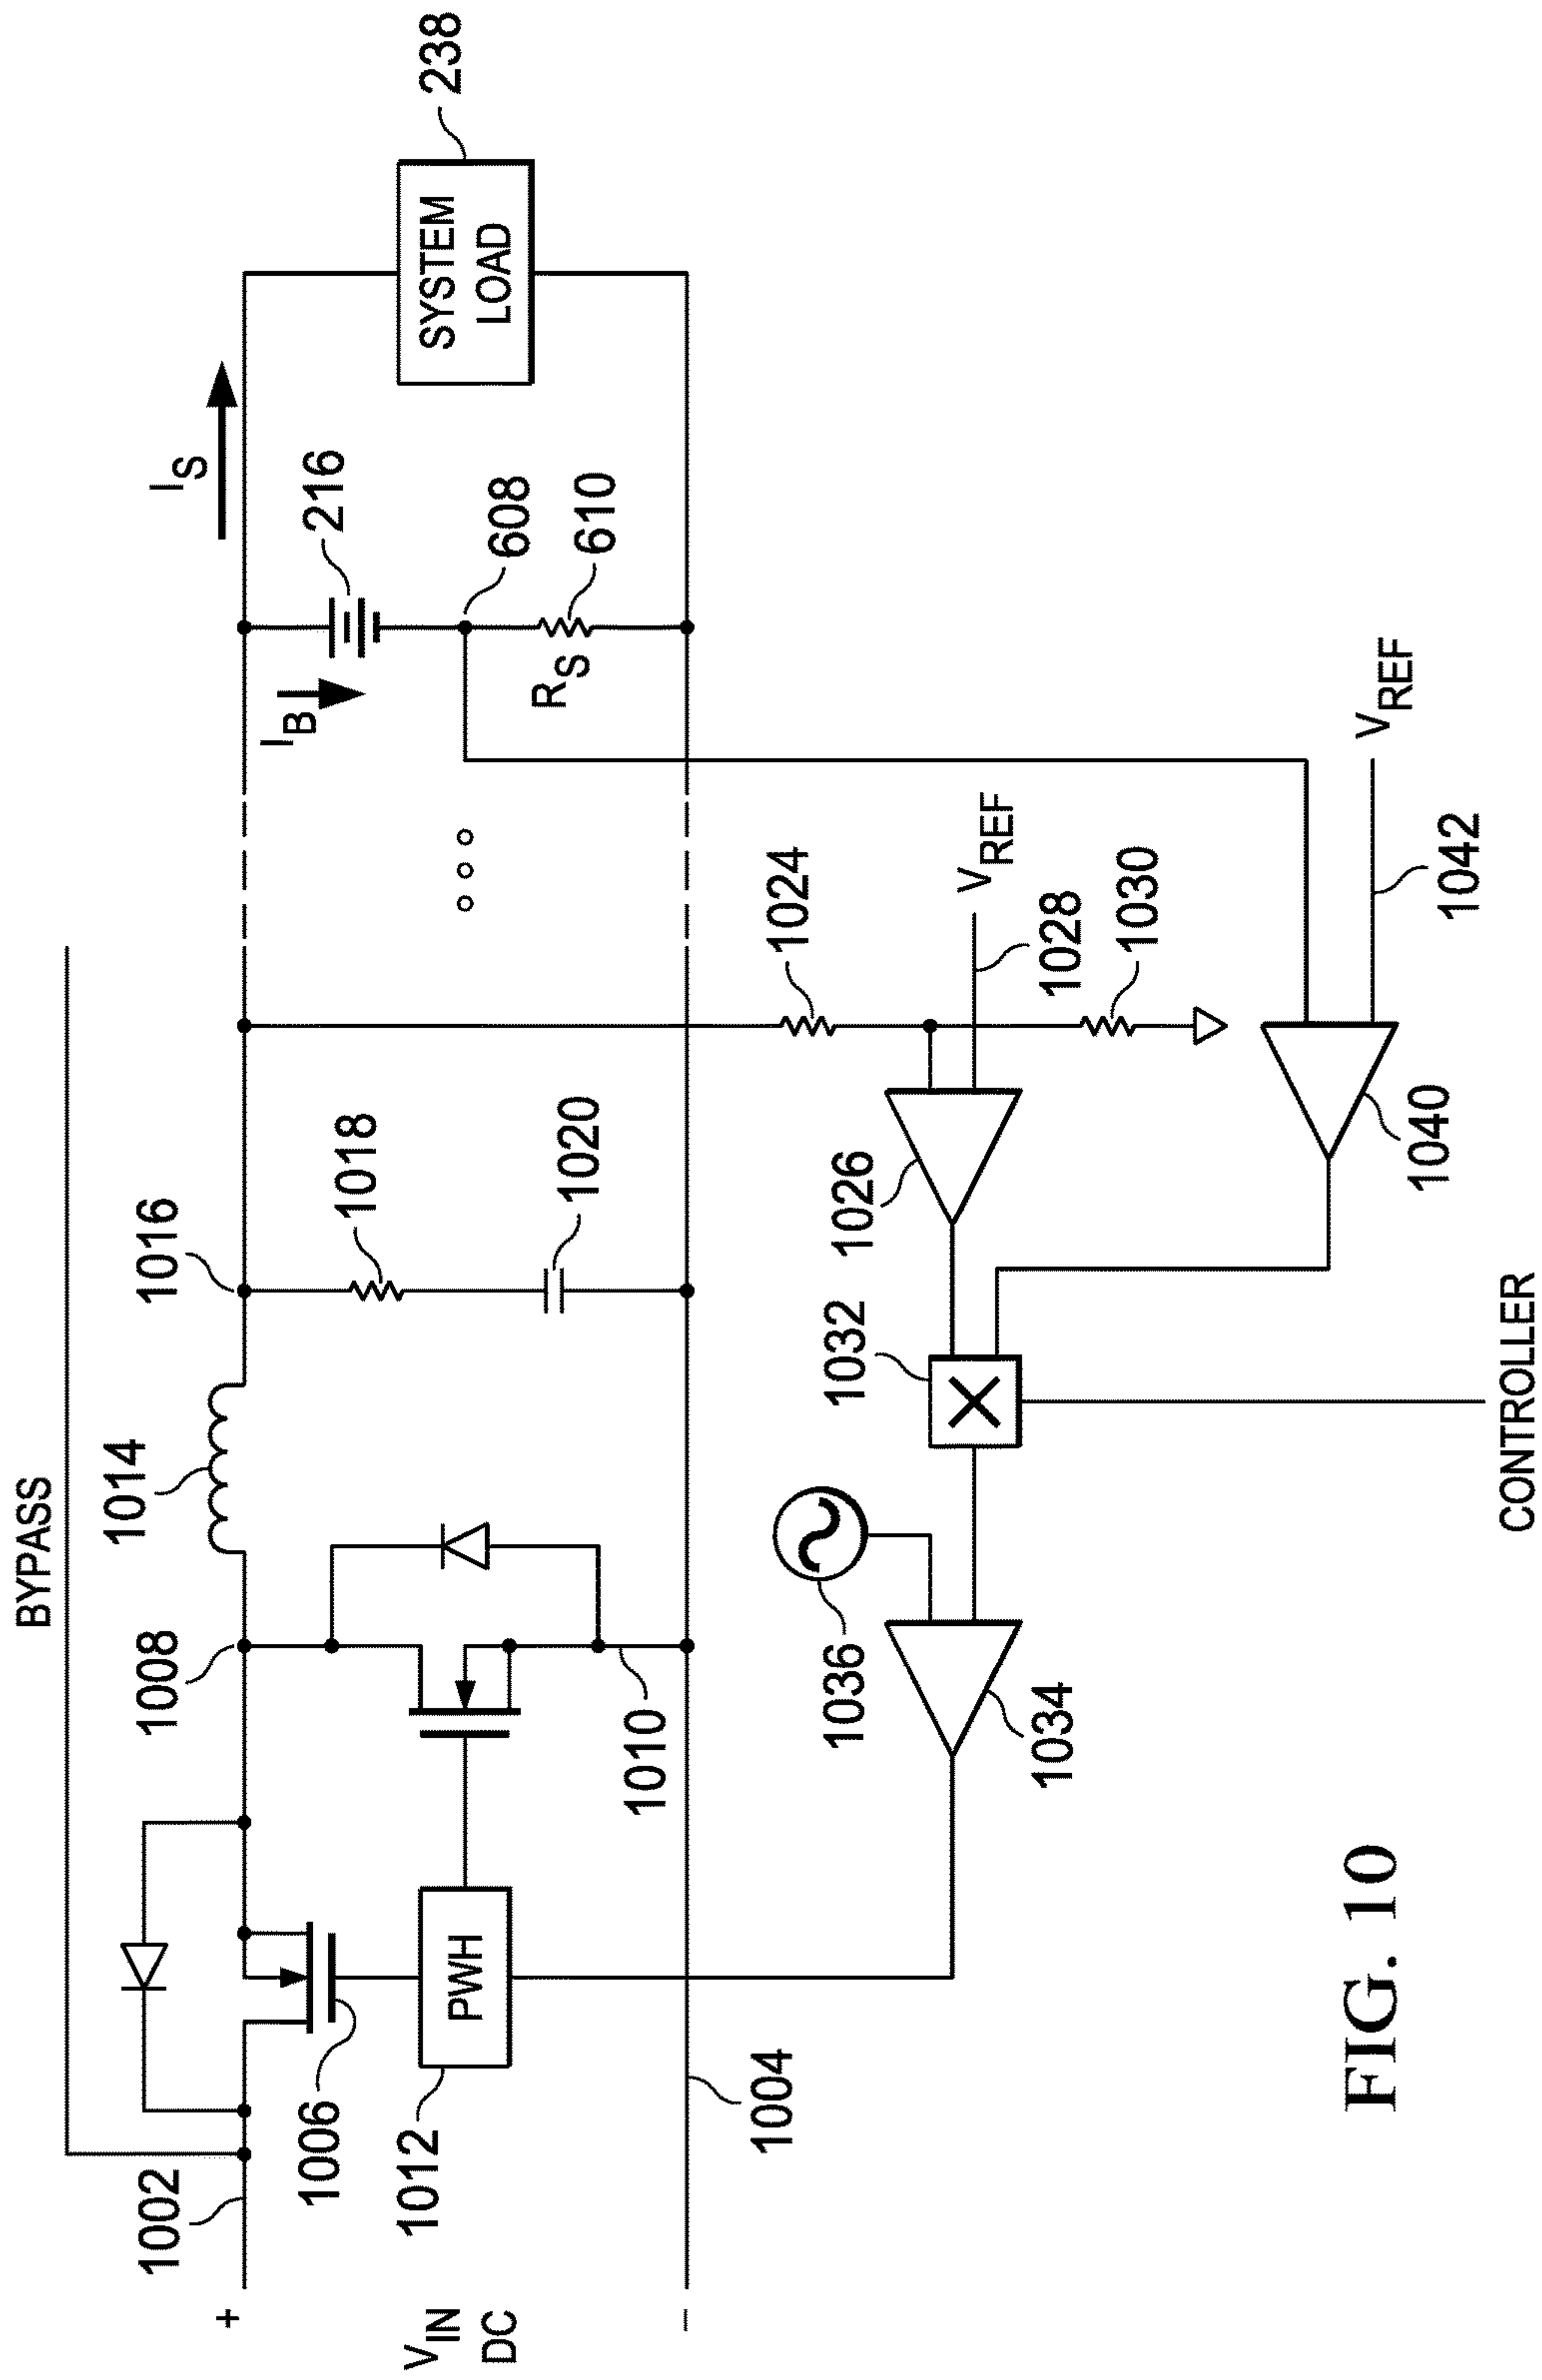 BYPASS
1002
1006
1012
PWH
1004
+
V_IN
DC
−
1008
1010
1014
1016
1018
1020
1024
1026
V_REF
1028
1030
1032
1034
1036
1040
V_REF
1042
CONTROLLER
I_B
I_S
216
608
610
R_S
SYSTEM
LOAD
238
FIG. 10